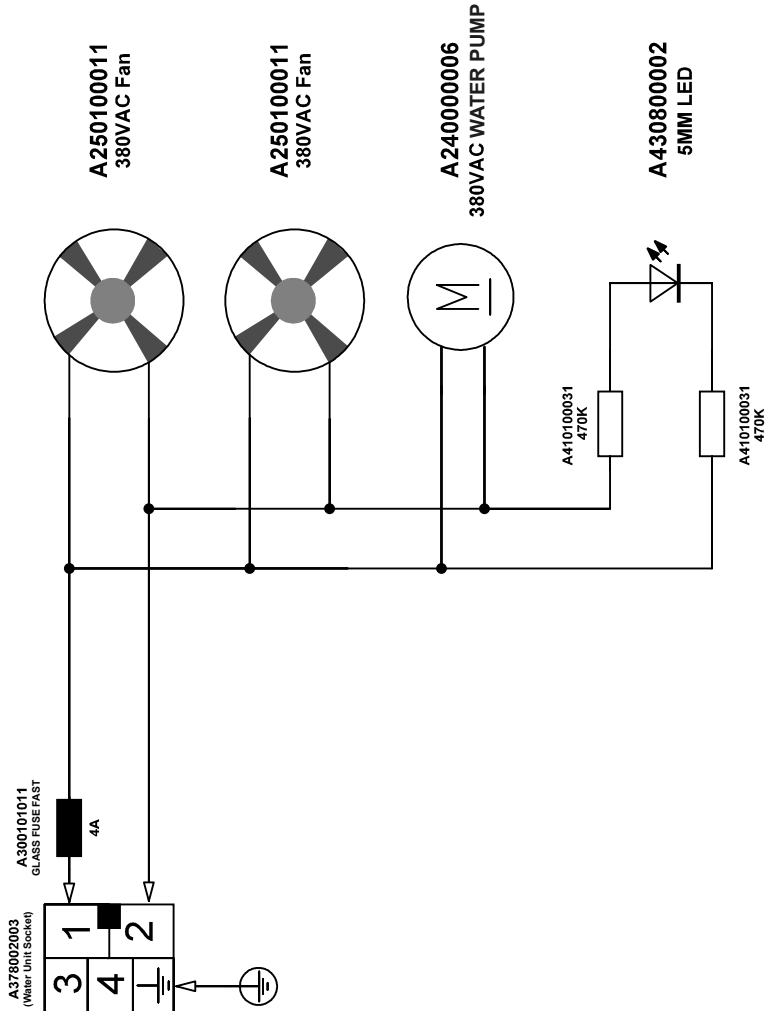 A250100011
380VAC Fan
A250100011
380VAC Fan
A240000006
380VAC WATER PUMP
A430800002
5MM LED
M
A410100031
470K
A410100031
470K
A300101011
GLASS FUSE FAST
4A
A378002003
(Water Unit Socket)
1
2
3
4